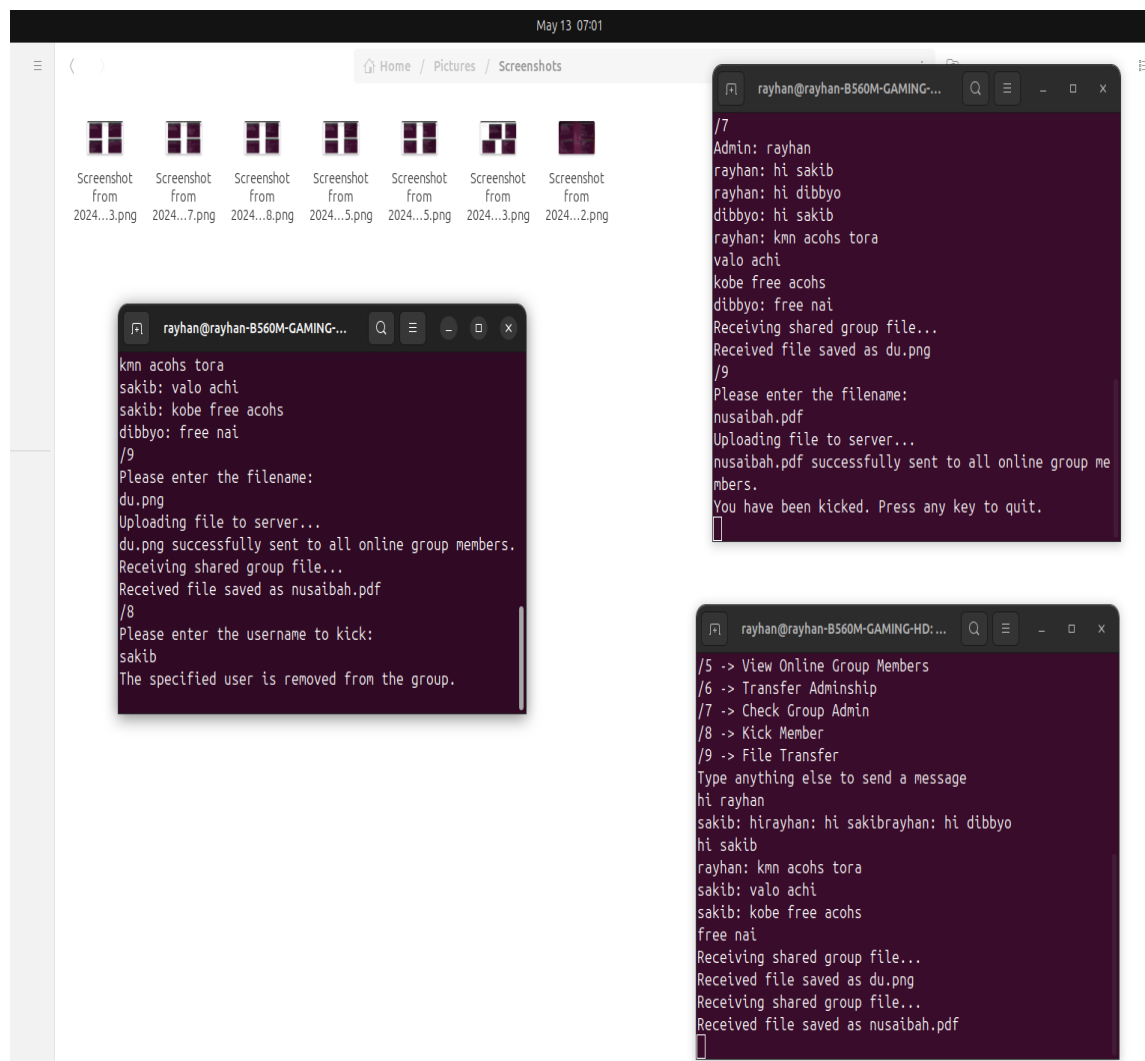 May 13 07:01
Home / Pictures / Screenshots
Screenshot from 2024...3.png
Screenshot from 2024...7.png
Screenshot from 2024...8.png
Screenshot from 2024...5.png
Screenshot from 2024...5.png
Screenshot from 2024...3.png
Screenshot from 2024...2.png
rayhan@rayhan-B560M-GAMING-...
kmn acohs tora
sakib: valo achi
sakib: kobe free acohs
dibbyo: free nai
/9
Please enter the filename:
du.png
Uploading file to server...
du.png successfully sent to all online group members.
Receiving shared group file...
Received file saved as nusaibah.pdf
/8
Please enter the username to kick:
sakib
The specified user is removed from the group.
rayhan@rayhan-B560M-GAMING-...
/7
Admin: rayhan
rayhan: hi sakib
rayhan: hi dibbyo
dibbyo: hi sakib
rayhan: kmn acohs tora
valo achi
kobe free acohs
dibbyo: free nai
Receiving shared group file...
Received file saved as du.png
/9
Please enter the filename:
nusaibah.pdf
Uploading file to server...
nusaibah.pdf successfully sent to all online group me
mbers.
You have been kicked. Press any key to quit.
rayhan@rayhan-B560M-GAMING-HD: ...
/5 -> View Online Group Members
/6 -> Transfer Adminship
/7 -> Check Group Admin
/8 -> Kick Member
/9 -> File Transfer
Type anything else to send a message
hi rayhan
sakib: hirayhan: hi sakibrayhan: hi dibbyo
hi sakib
rayhan: kmn acohs tora
sakib: valo achi
sakib: kobe free acohs
free nai
Receiving shared group file...
Received file saved as du.png
Receiving shared group file...
Received file saved as nusaibah.pdf